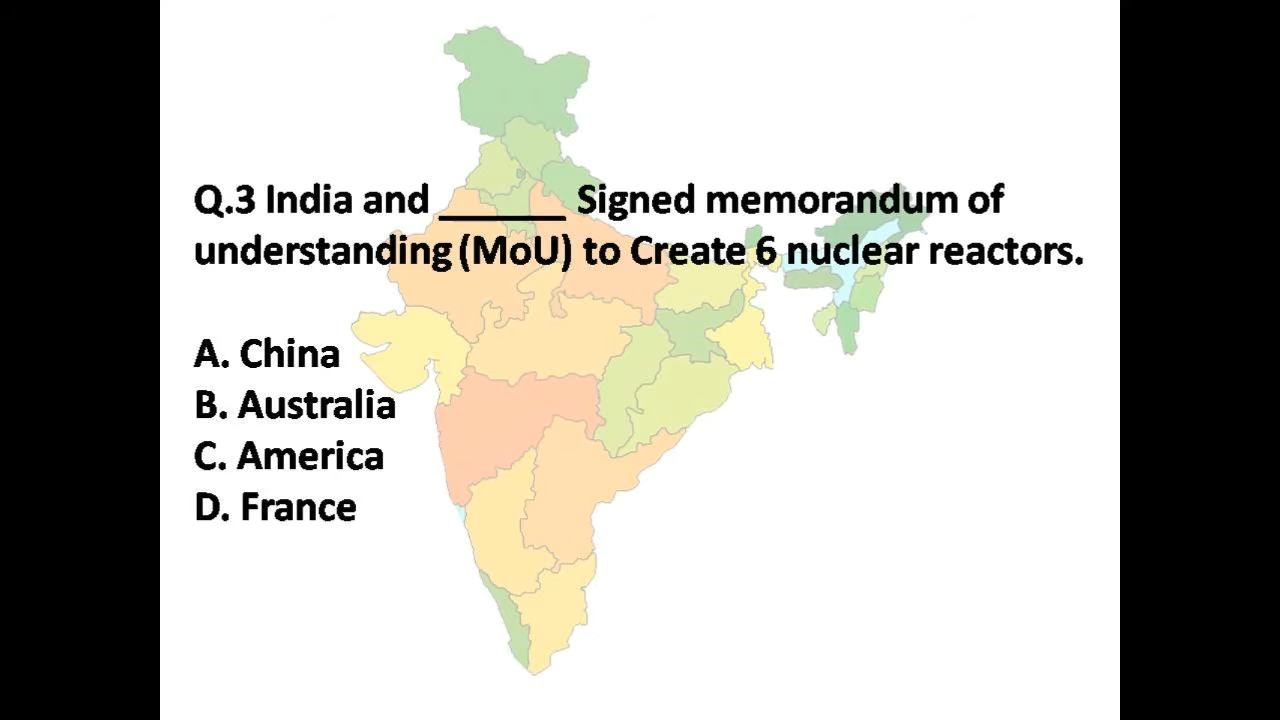 Q.3 India and ______ Signed memorandum of
understanding (MoU) to Create 6 nuclear reactors.
A. China
B. Australia
C. America
D. France